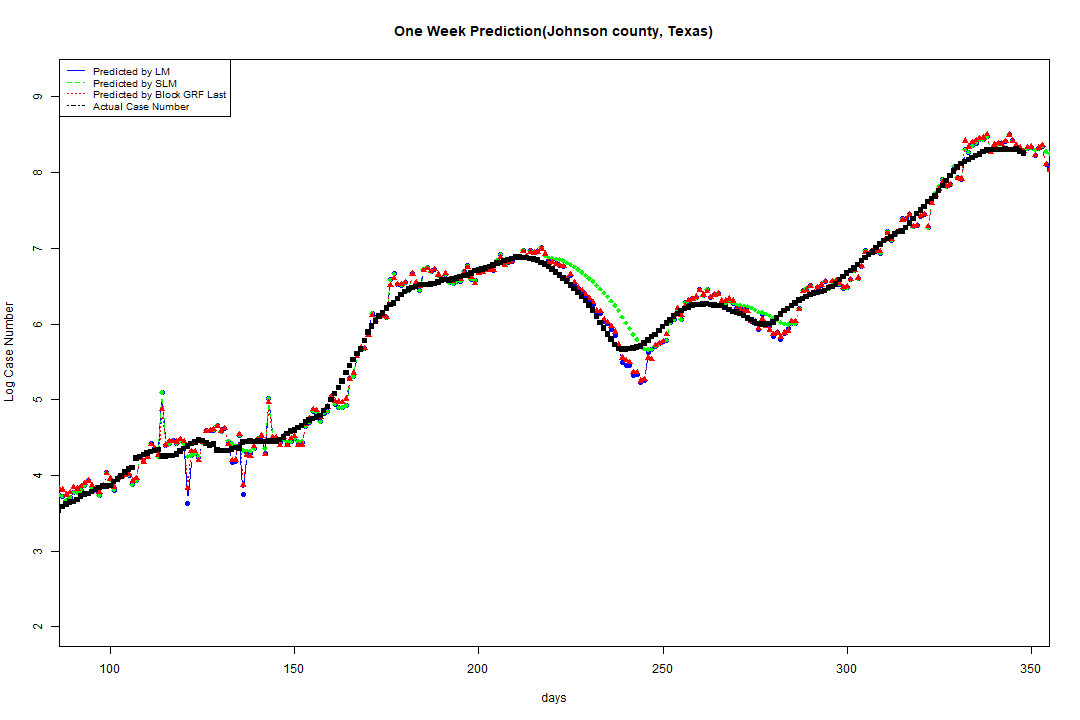 One Week Prediction(Johnson county, Texas)
Predicted by LM
Predicted by SLM
Predicted by Block GRF Last
Actual Case Number
9
8
7
6
5
4
3
2
Log Case Number
100 150 200 250 300 350
days